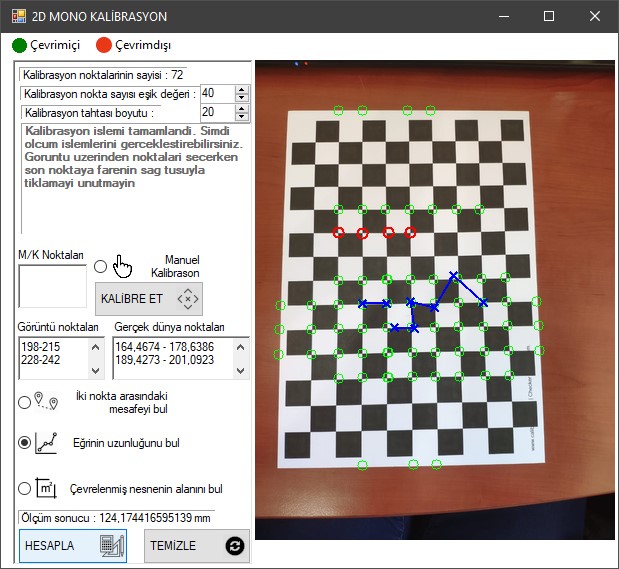 2D MONO KALİBRASYON
Çevrimiçi
Çevrimdışı
Kalibrasyon noktalarinin sayisi : 72
Kalibrasyon nokta sayısı eşik değeri :
40
Kalibrasyon tahtası boyutu :
20
Kalibrasyon islemi tamamlandi. Simdi
olcum islemlerini gerceklestirebilirsiniz.
Goruntu uzerinden noktalari secerken
son noktaya farenin sag tusuyla
tiklamayi unutmayin
M/K Noktaları
Manuel
Kalibrason
KALİBRE ET
Görüntü noktaları
Gerçek dünya noktaları
198-215
228-242
164,4674 - 178,6386
189,4273 - 201,0923
İki nokta arasındaki
mesafeyi bul
Eğrinin uzunluğunu bul
m²
Çevrelenmiş nesnenin alanını bul
Ölçüm sonucu : 124,174416595139 mm
HESAPLA
TEMİZLE